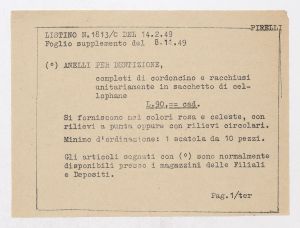 PIRELLI
LISTINO N.1813/C DEL 14.2.49
Foglio supplemento del 8.14.49
(°) ANELLI PER DENTIZIONE,
completi di cordoncino e racchiusi
unitariamente in sacchetto di cel-
lophane
L.90.== cad.
Si forniscono nei colori rosa e celeste, con
rilievi a punta oppure con rilievi circolari.
Minimo d'ordinazione: 1 scatola da 10 pezzi.
Gli articoli segnati con (°) sono normalmente
disponibili presso i magazzini delle Filiali
e Depositi.
Pag.1/ter